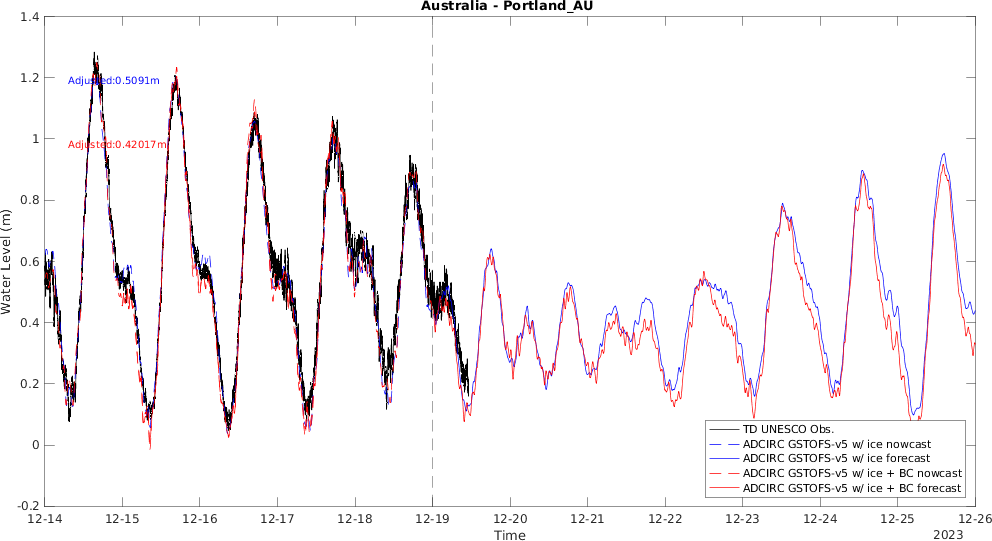 Australia - Portland_AU
1.4
1.2
1
0.8
0.6
0.4
0.2
0
-0.2
Water Level (m)
Adjusted:0.5091m
Adjusted:0.42017m
TD UNESCO Obs.
ADCIRC GSTOFS-v5 w/ ice nowcast
ADCIRC GSTOFS-v5 w/ ice forecast
ADCIRC GSTOFS-v5 w/ ice + BC nowcast
ADCIRC GSTOFS-v5 w/ ice + BC forecast
12-14 12-15 12-16 12-17 12-18 12-19 12-20 12-21 12-22 12-23 12-24 12-25 12-26
Time
2023